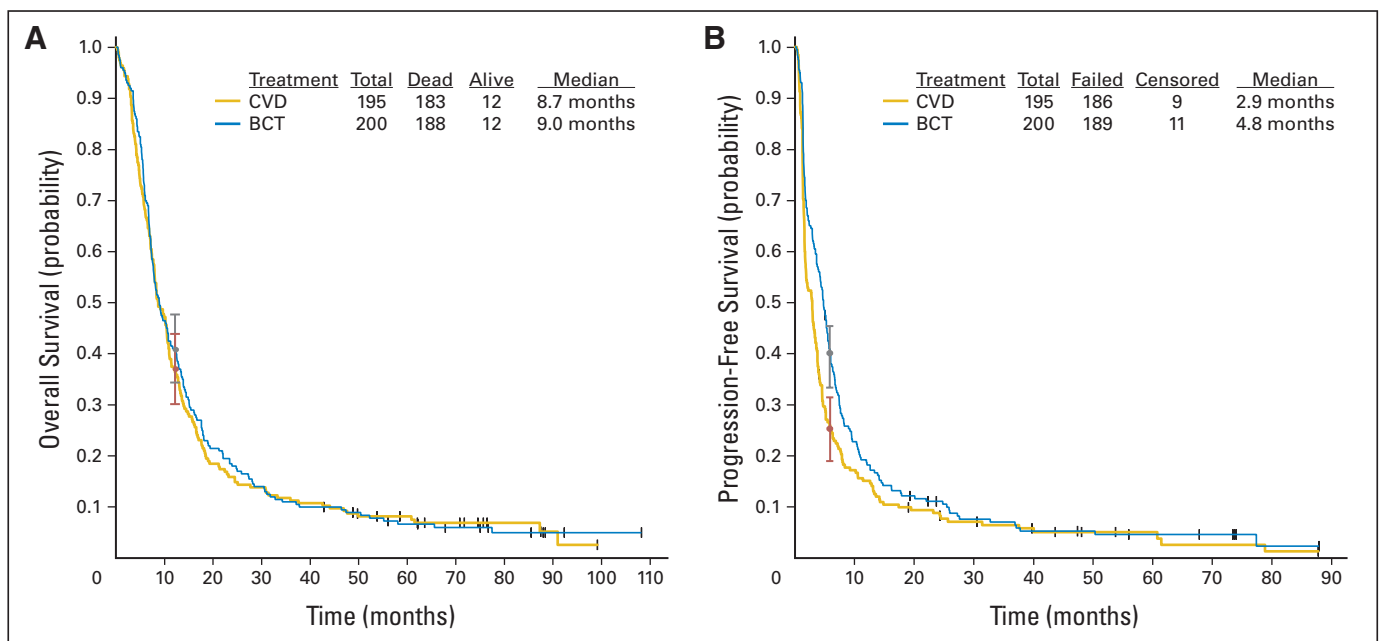 A
Overall Survival (probability)
1.0
0.9
0.8
0.7
0.6
0.5
0.4
0.3
0.2
0.1
Treatment Total Dead Alive Median
CVD 195 183 12 8.7 months
BCT 200 188 12 9.0 months
0 10 20 30 40 50 60 70 80 90 100 110
Time (months)
B
Progression-Free Survival (probability)
1.0
0.9
0.8
0.7
0.6
0.5
0.4
0.3
0.2
0.1
Treatment Total Failed Censored Median
CVD 195 186 9 2.9 months
BCT 200 189 11 4.8 months
0 10 20 30 40 50 60 70 80 90
Time (months)